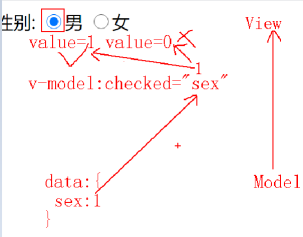 性别: 男 女 View
value=1 value=0
1
v-model:checked="sex"
data:{ Model
sex:1
}